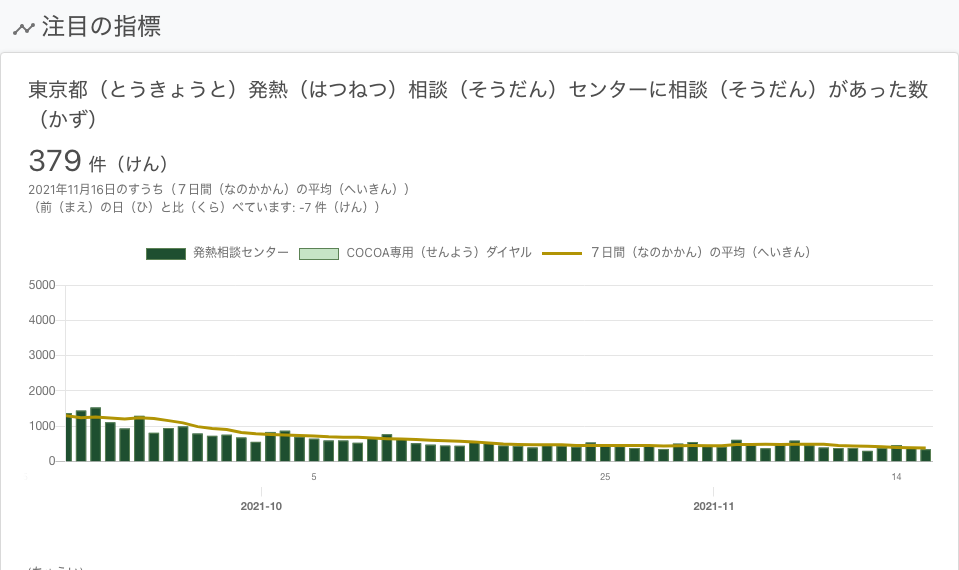 注目の指標
東京都（とうきょうと）発熱（はつねつ）相談（そうだん）センターに相談（そうだん）があった数
（かず）
379 件（けん）
2021年11月16日のすうち（７日間（なのかかん）の平均（へいきん））
（前（まえ）の日（ひ）と比（くら）べています: -7 件（けん））
発熱相談センター COCOA専用（せんよう）ダイヤル ７日間（なのかかん）の平均（へいきん）
5000
4000
3000
2000
1000
0
5 25 14
2021-10 2021-11